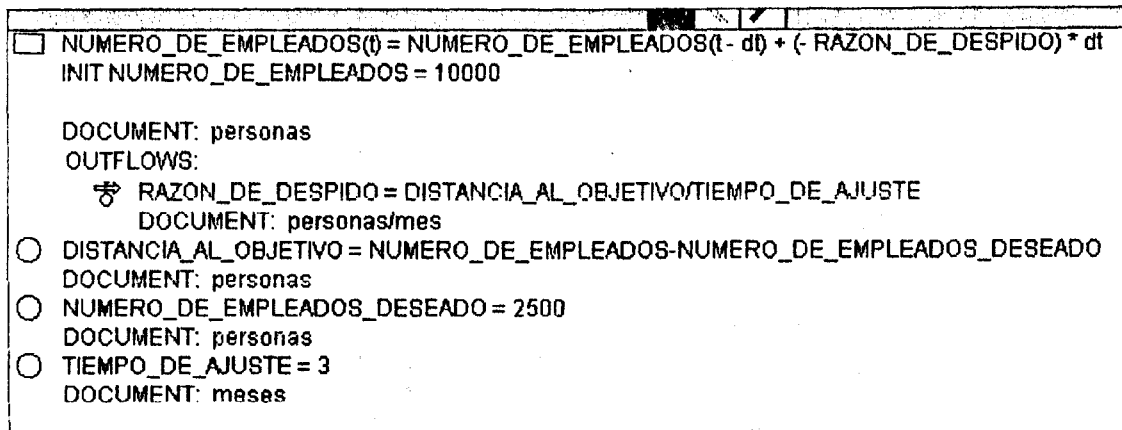 NUMERO_DE_EMPLEADOS(t) = NUMERO_DE_EMPLEADOS(t - dt) + (- RAZON_DE_DESPIDO) * dt
INIT NUMERO_DE_EMPLEADOS = 10000
DOCUMENT: personas
OUTFLOWS:
RAZON_DE_DESPIDO = DISTANCIA_AL_OBJETIVO/TIEMPO_DE_AJUSTE
DOCUMENT: personas/mes
DISTANCIA_AL_OBJETIVO = NUMERO_DE_EMPLEADOS-NUMERO_DE_EMPLEADOS_DESEADO
DOCUMENT: personas
NUMERO_DE_EMPLEADOS_DESEADO = 2500
DOCUMENT: personas
TIEMPO_DE_AJUSTE = 3
DOCUMENT: meses